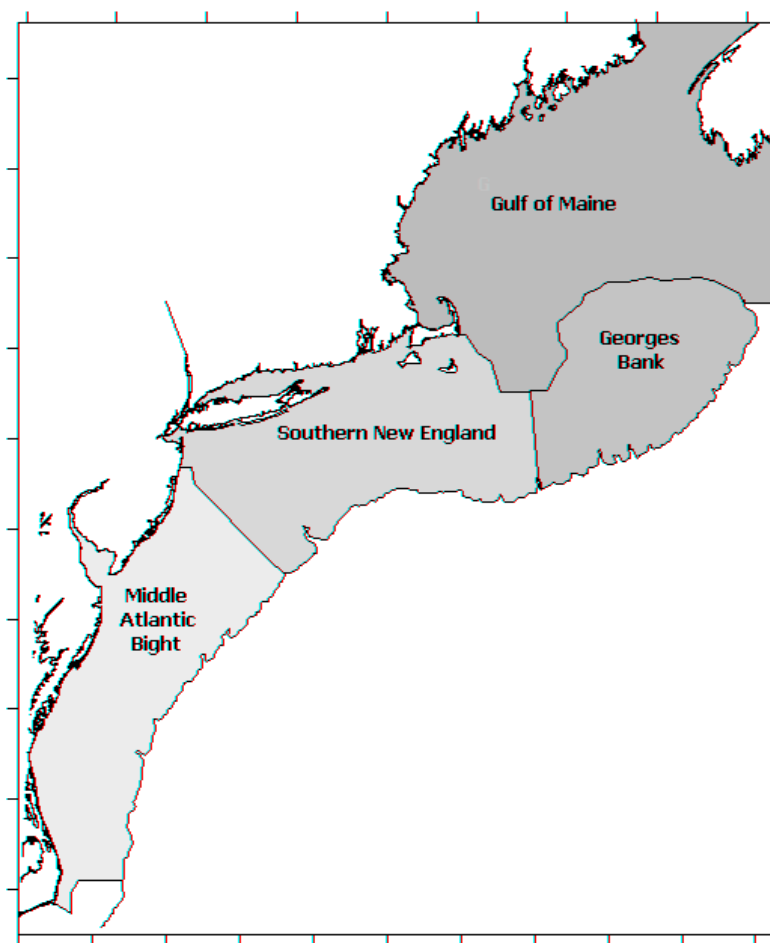 Gulf of Maine
Georges
Bank
Southern New England
Middle
Atlantic
Bight